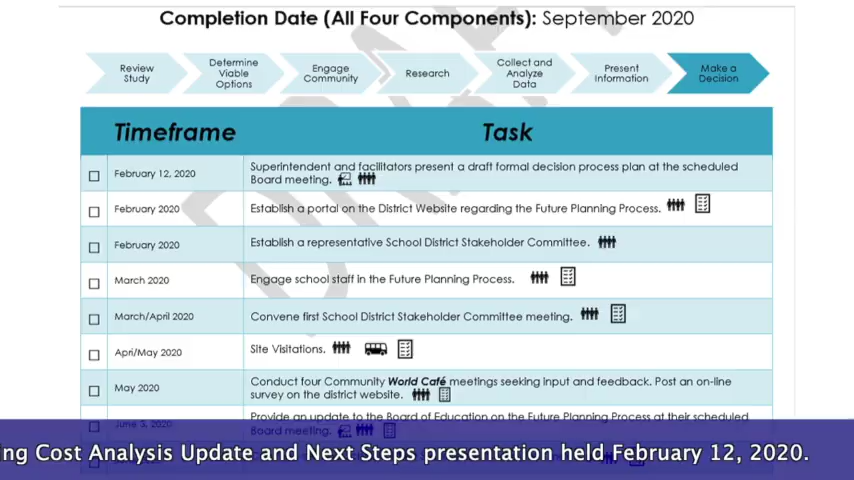 Completion Date (All Four Components): September 2020
Review
Study
Determine
Viable
Options
Engage
Community
Research
Collect and
Analyze
Data
Present
Information
Make a
Decision
Timeframe Task
February 12, 2020 Superintendent and facilitators present a draft formal decision process plan at the scheduled
Board meeting.
February 2020 Establish a portal on the District Website regarding the Future Planning Process.
February 2020 Establish a representative School District Stakeholder Committee.
March 2020 Engage school staff in the Future Planning Process.
March/April 2020 Convene first School District Stakeholder Committee meeting.
Apri/May 2020 Site Visitations.
May 2020 Conduct four Community World Café meetings seeking input and feedback. Post an on-line
survey on the district website.
June 3, 2020 Provide an update to the Board of Education on the Future Planning Process at their scheduled
Board meeting.
ing Cost Analysis Update and Next Steps presentation held February 12, 2020.
DRAFT